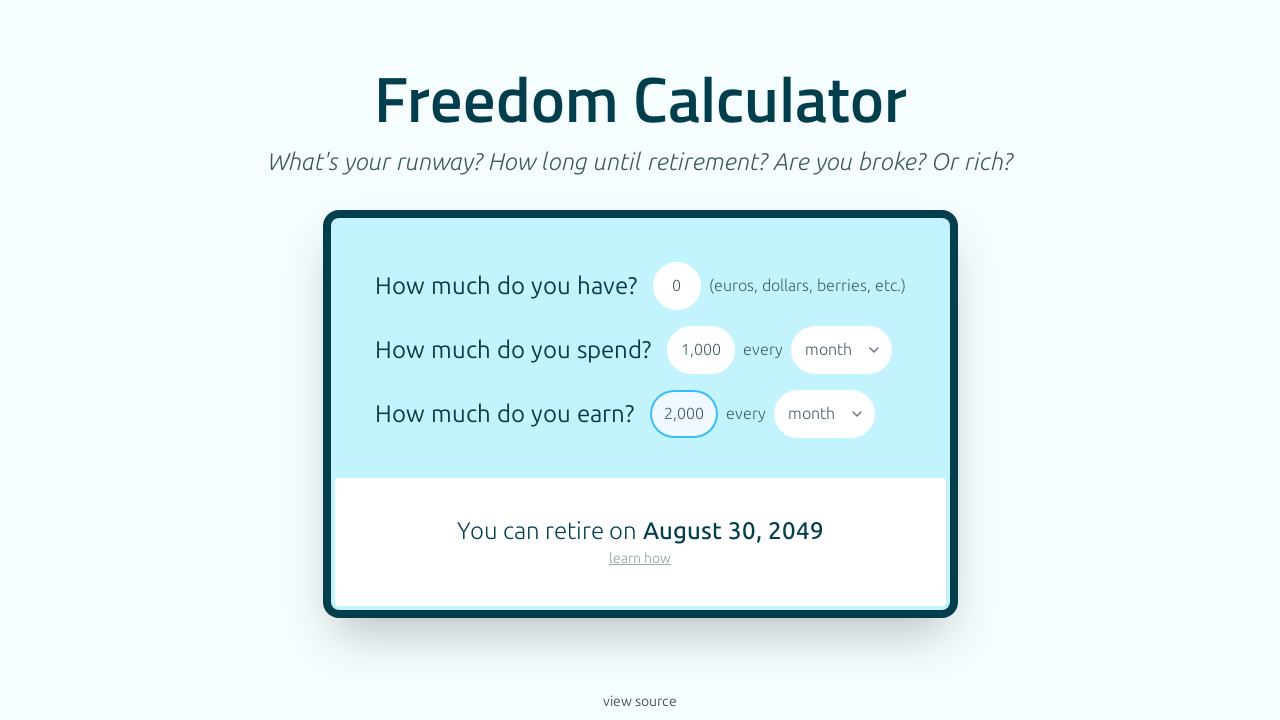 Freedom Calculator
What's your runway? How long until retirement? Are you broke? Or rich?
How much do you have? 0 (euros, dollars, berries, etc.)
How much do you spend? 1,000 every month
How much do you earn? 2,000 every month
You can retire on August 30, 2049
learn how
view source